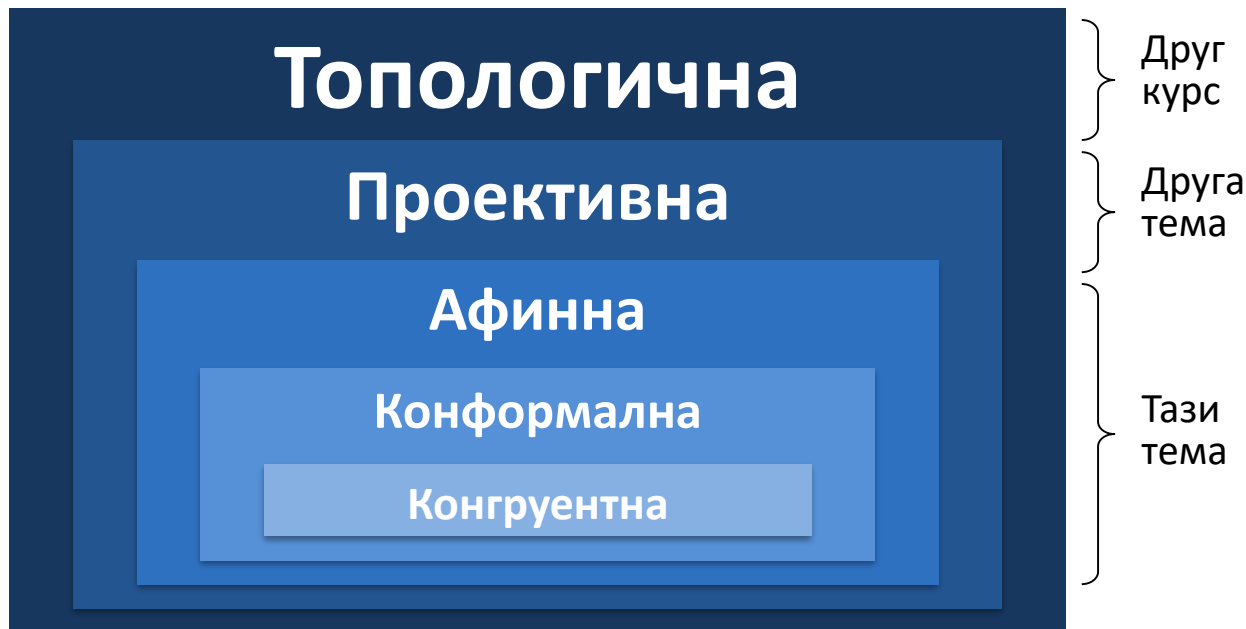 Топологична
Друг
курс
Проективна
Друга
тема
Афинна
Конформална
Тази
тема
Конгруентна